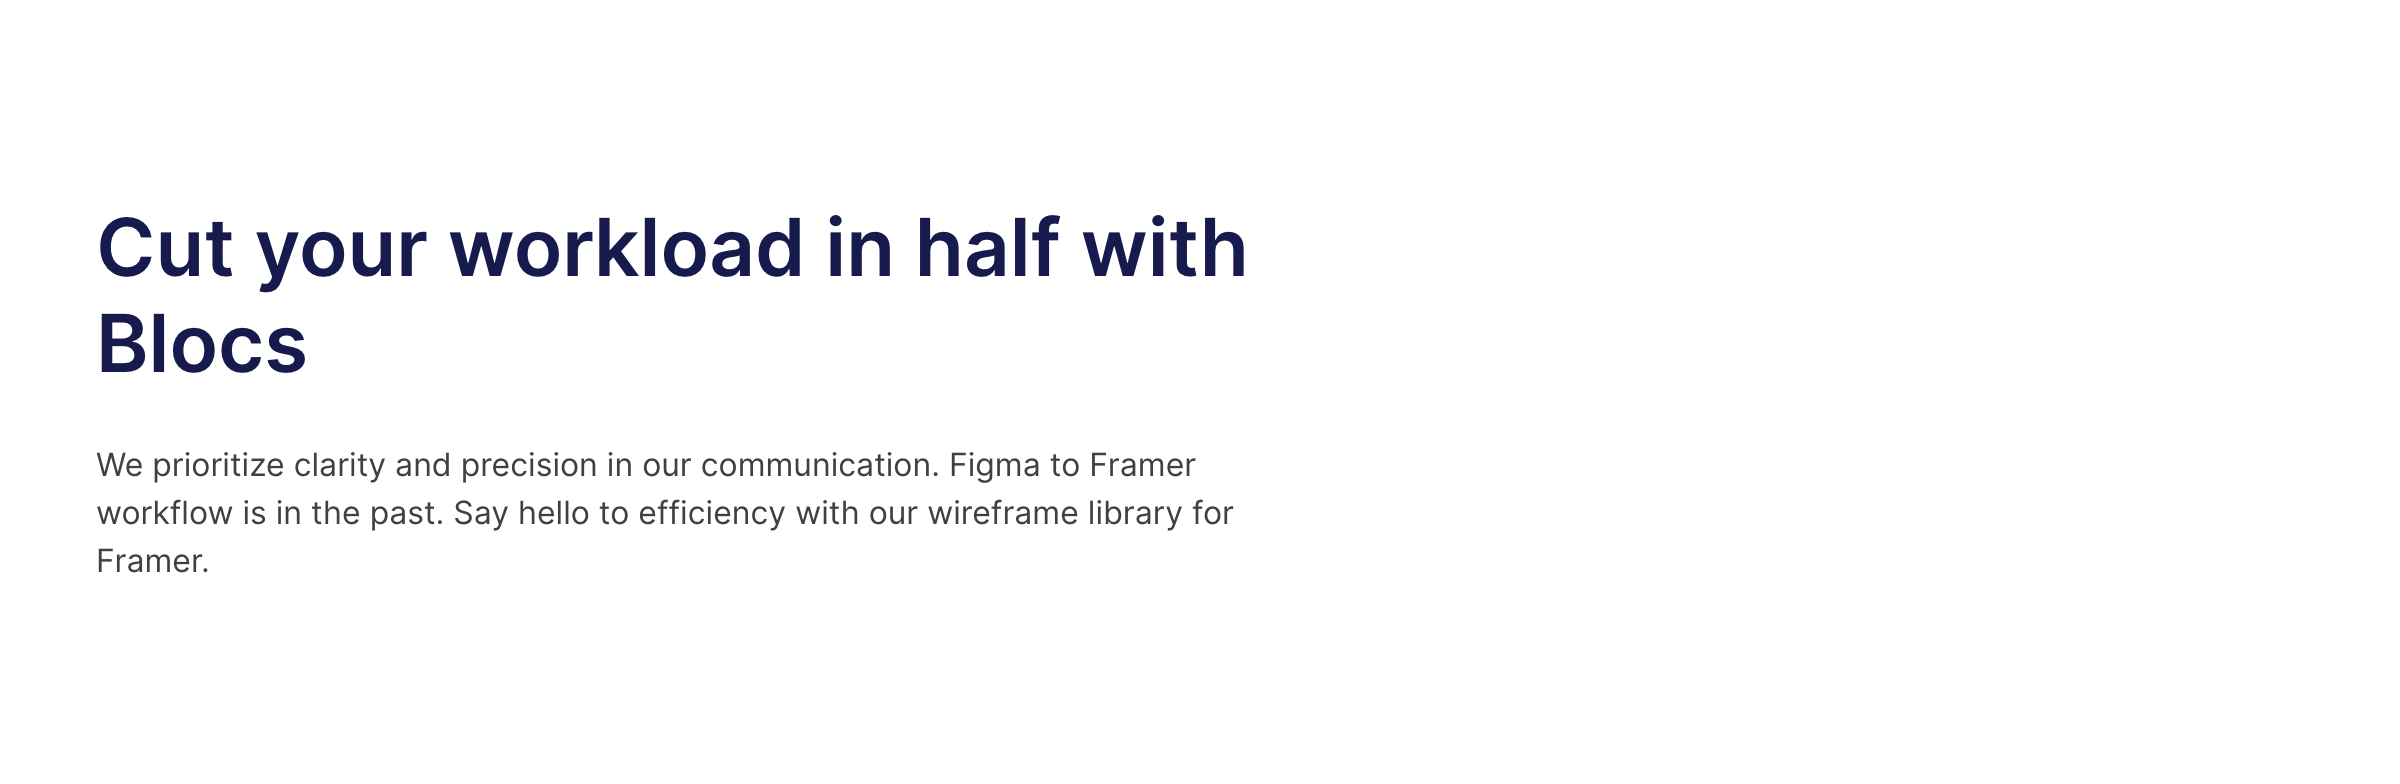 Cut your workload in half with
Blocs
We prioritize clarity and precision in our communication. Figma to Framer
workflow is in the past. Say hello to efficiency with our wireframe library for
Framer.